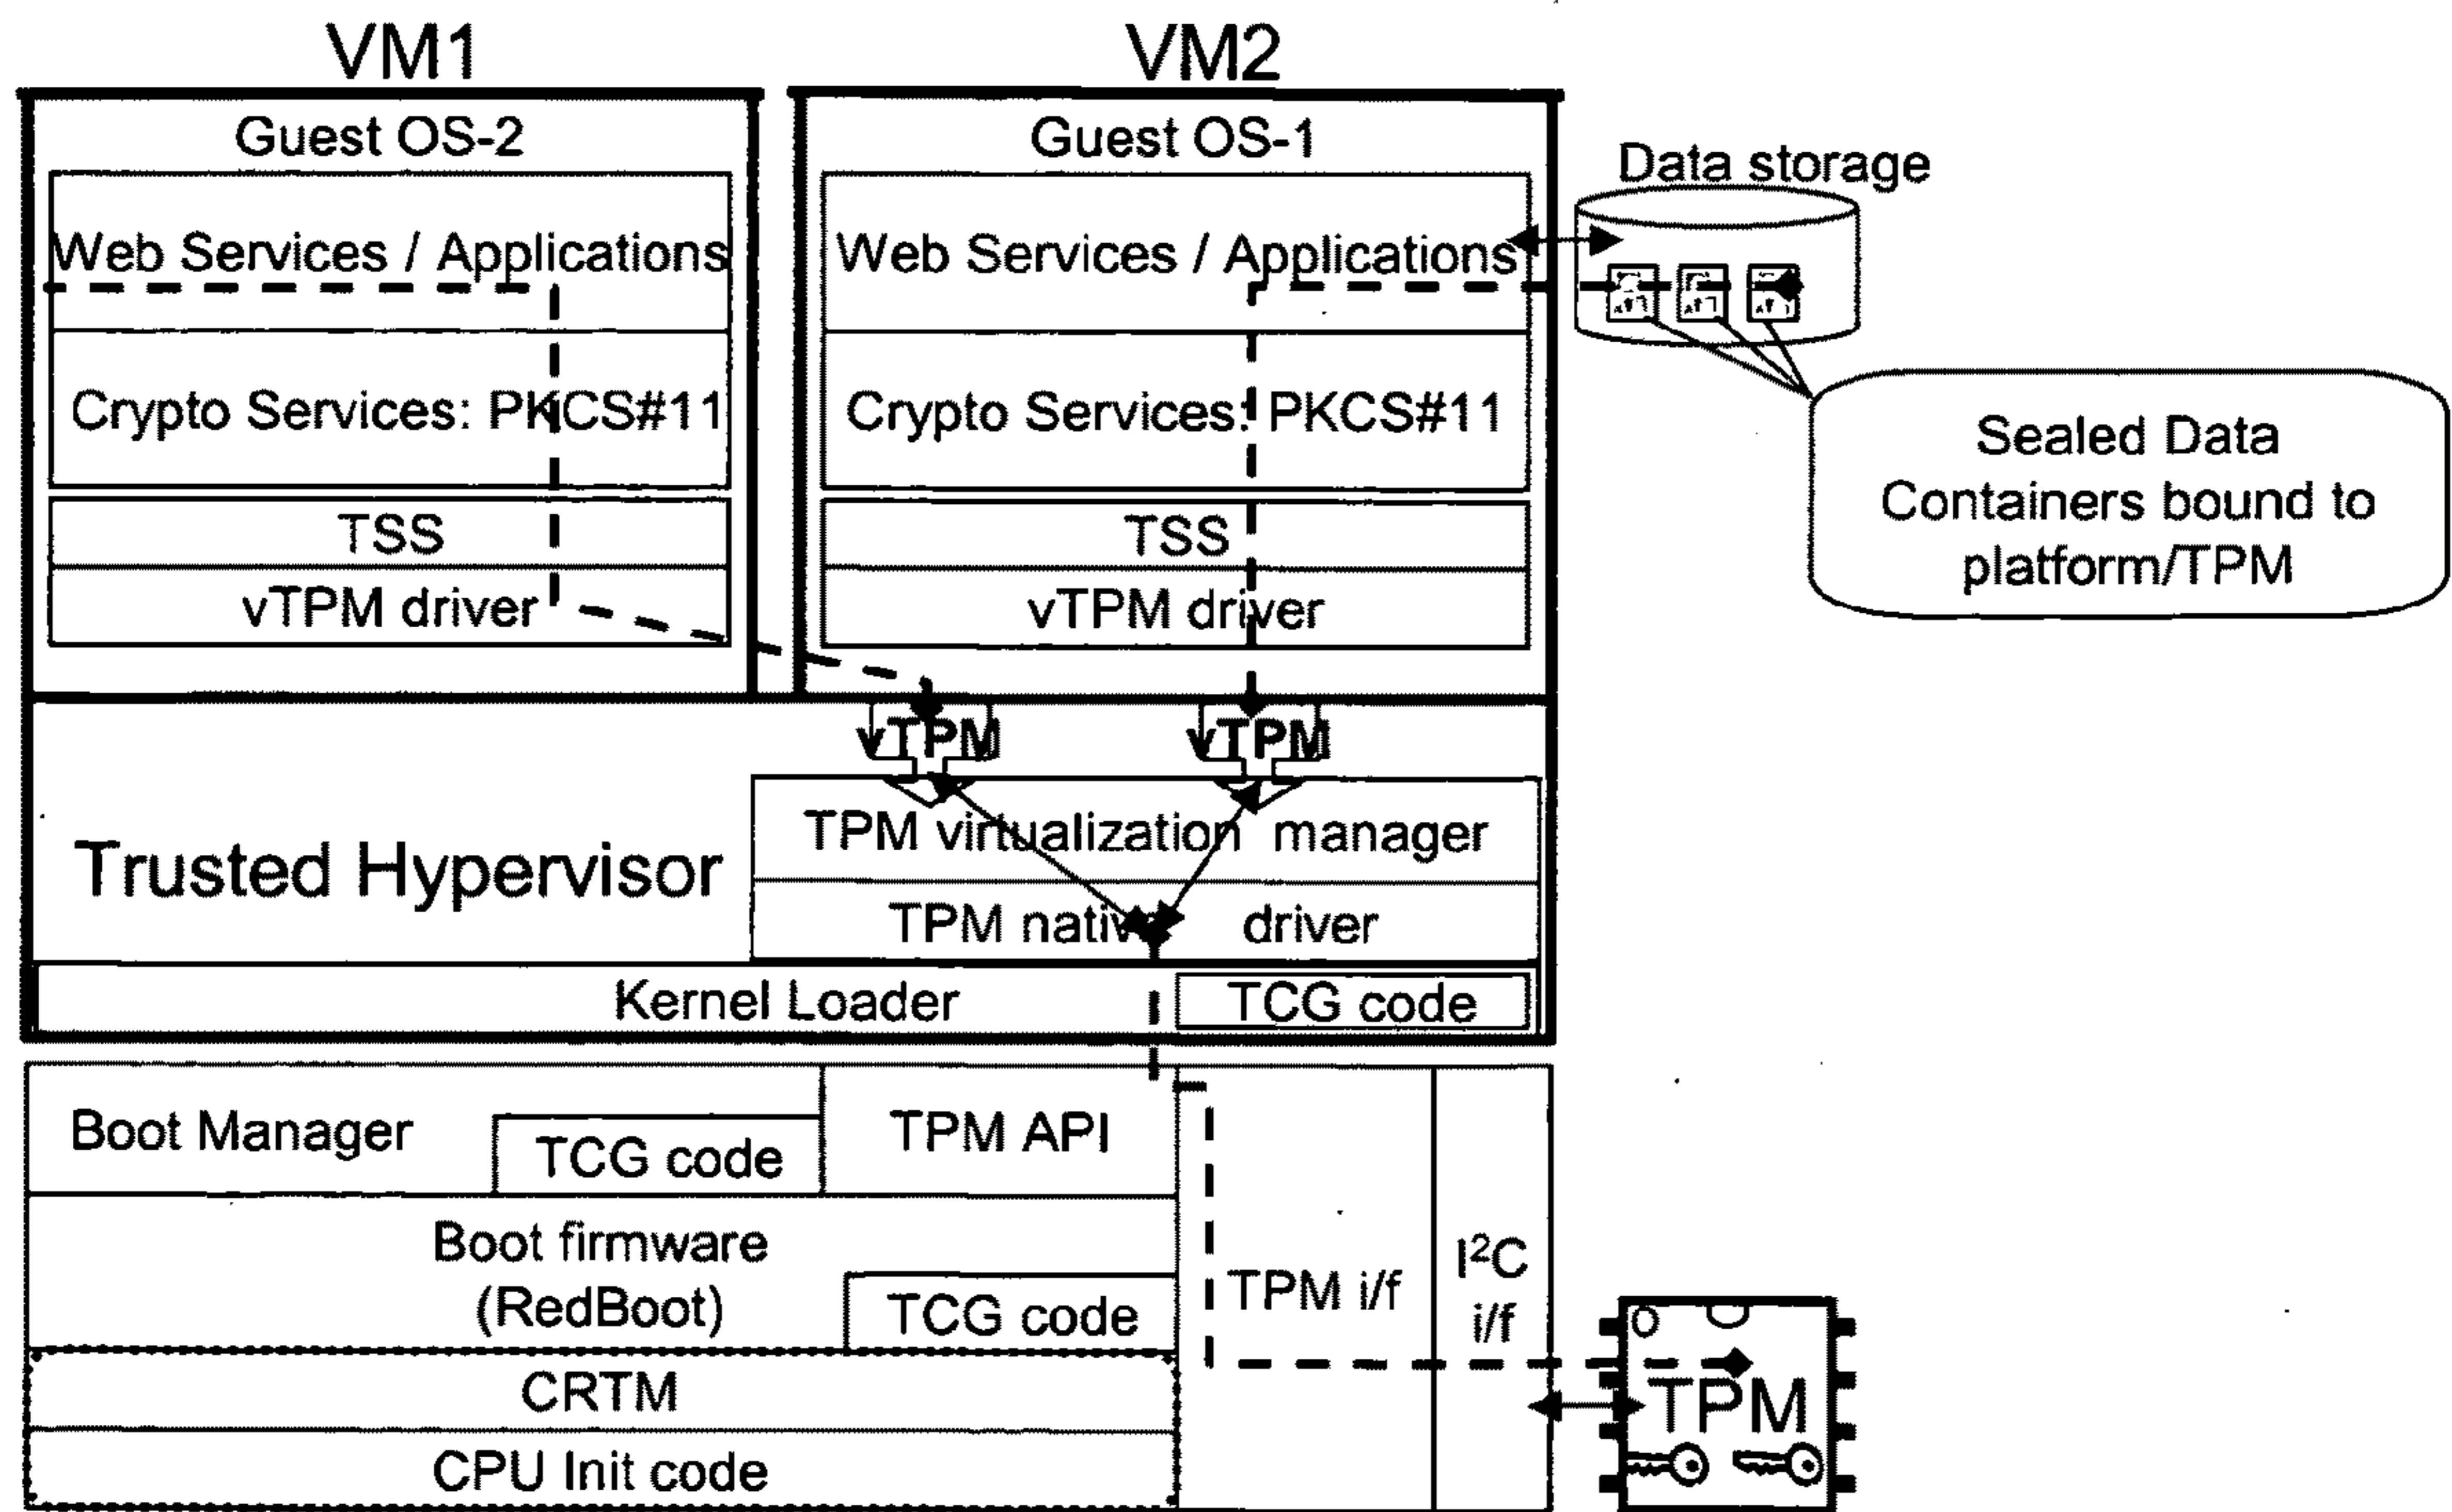 VM1
VM2
Guest OS-2
Guest OS-1
Data storage
Web Services / Applications
Web Services / Applications
Crypto Services: PKCS#11
Crypto Services: PKCS#11
Sealed Data
Containers bound to
platform/TPM
TSS
TSS
vTPM driver
vTPM driver
vTPM
vTPM
TPM virtualization manager
Trusted Hypervisor
TPM native driver
Kernel Loader
TCG code
Boot Manager
TCG code
TPM API
Boot firmware
(RedBoot)
TCG code
TPM i/f
I²C
i/f
CRTM
TPM
CPU Init code